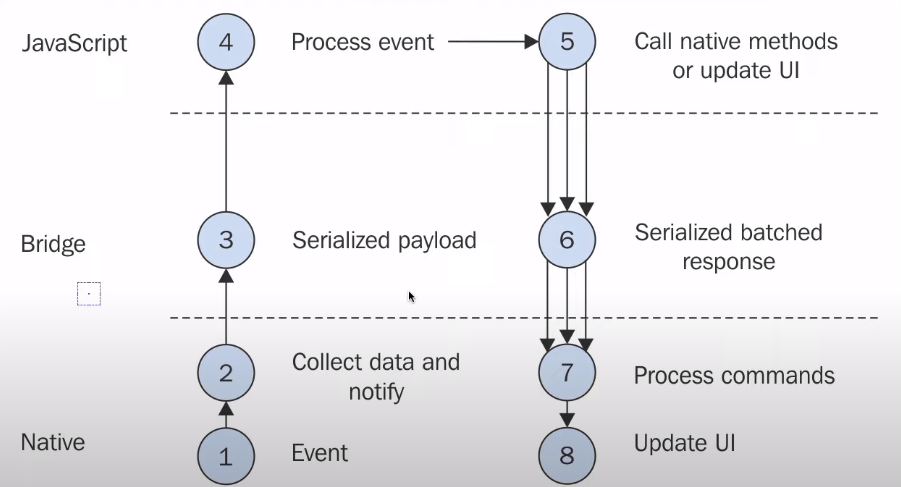 JavaScript
4
Process event
5
Call native methods
or update UI
Bridge
3
Serialized payload
6
Serialized batched
response
2
Collect data and
notify
7
Process commands
Native
1
Event
8
Update UI